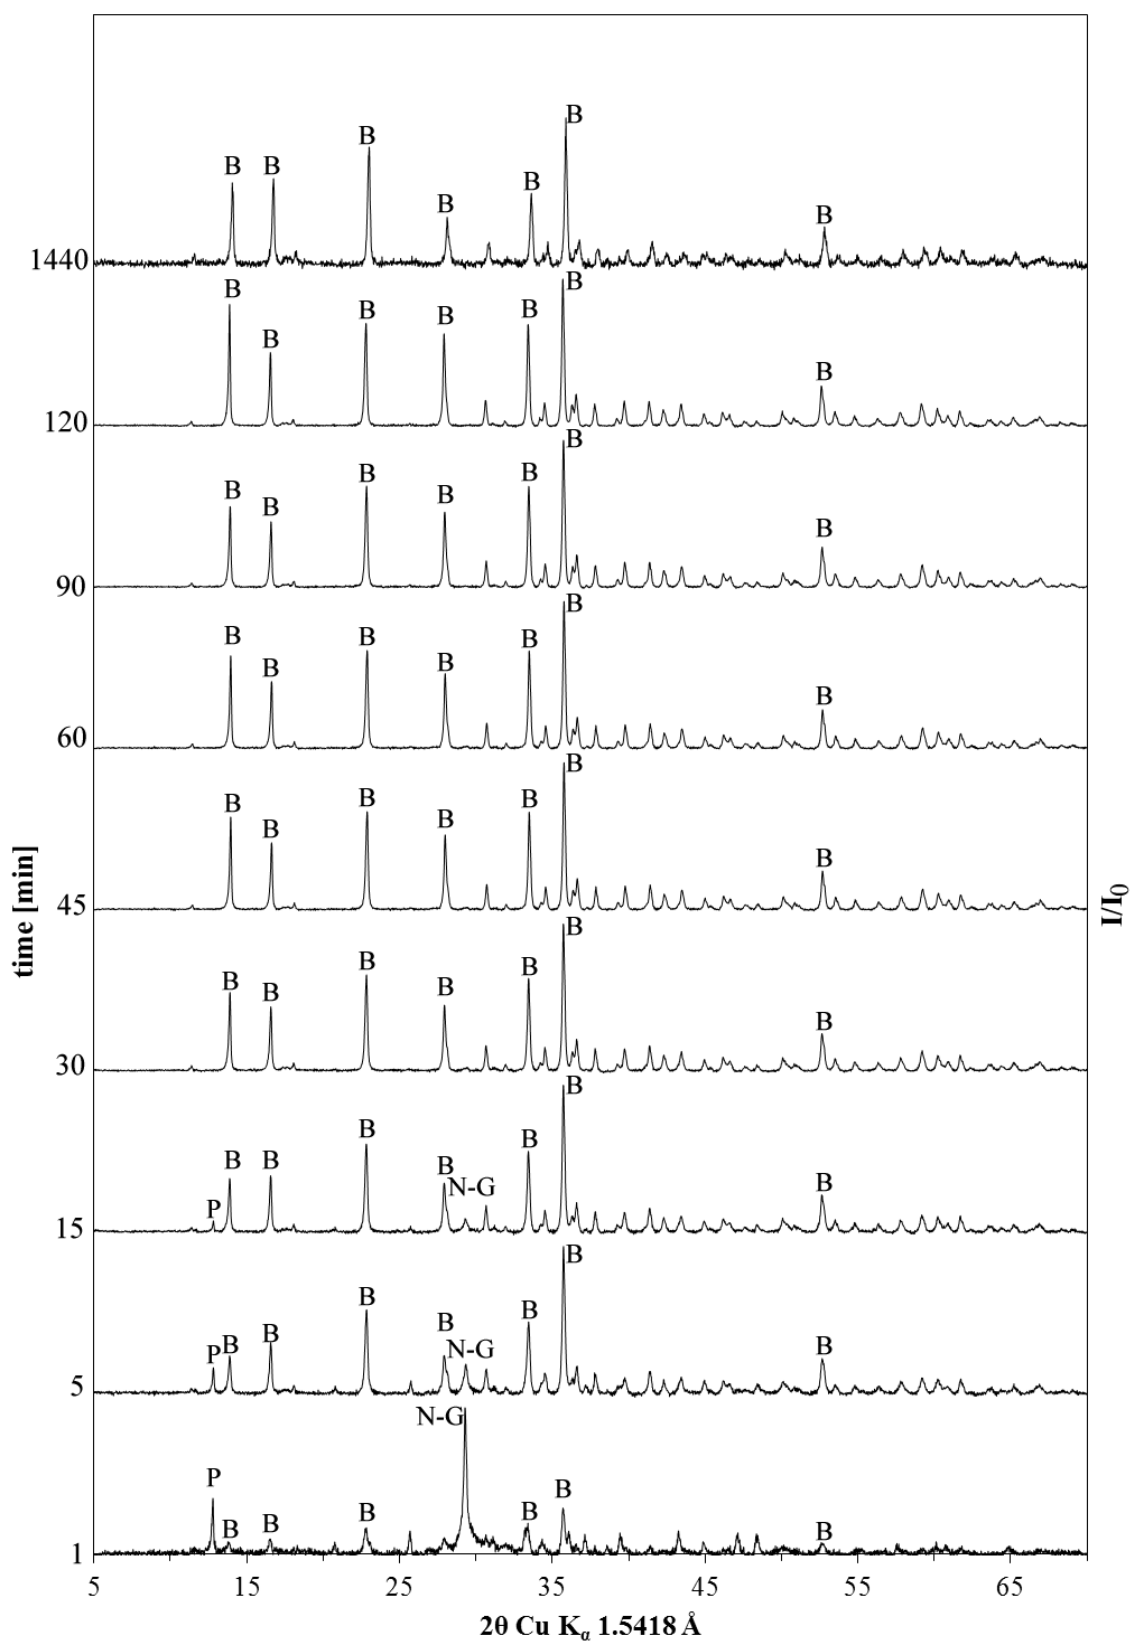 B
B B B B B B
1440
B B B B B B B
120
B B B B B B B
90
B B B B B B B
60
B B B B B B B
45
B B B B B B B
30
P B B B B N-G B B B
15
P B B B B N-G B B B
5
P B B B N-G B B B
1
5 15 25 35 45 55 65
2θ Cu Kα 1.5418 Å
time [min]
I/I0